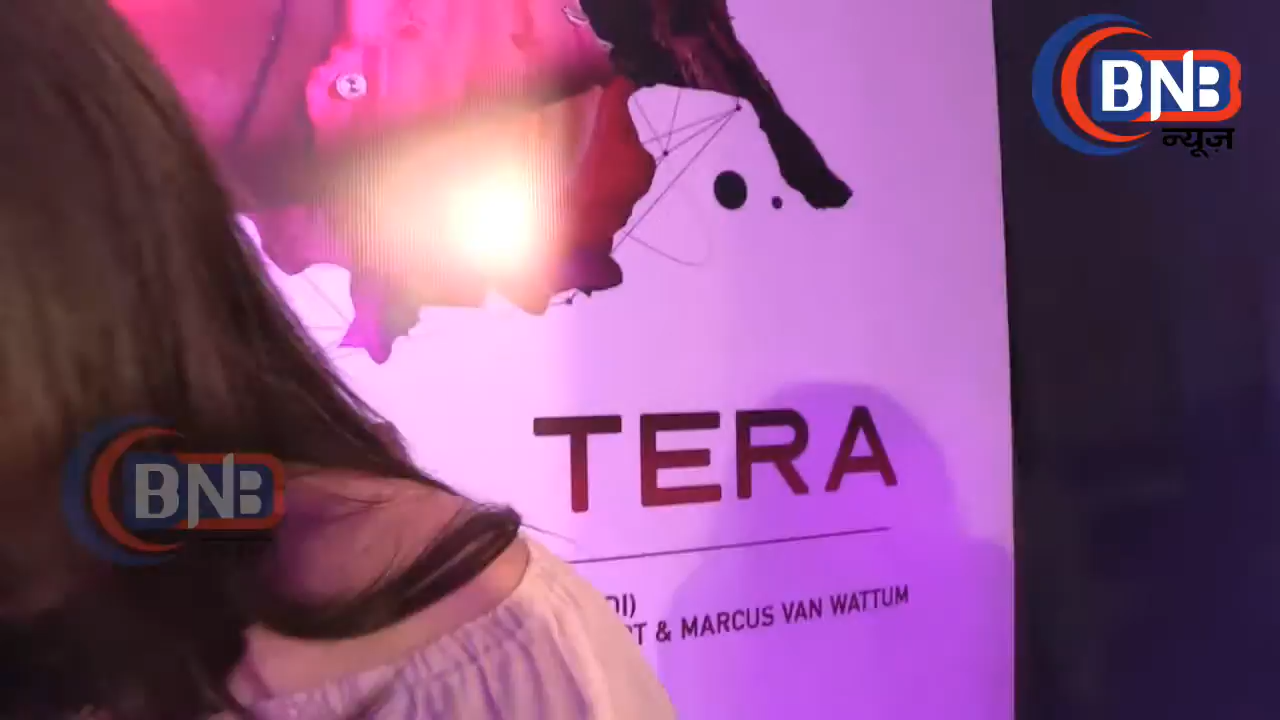 BNB
न्यूज़
TERA
BNB
& MARCUS VAN WATTUM